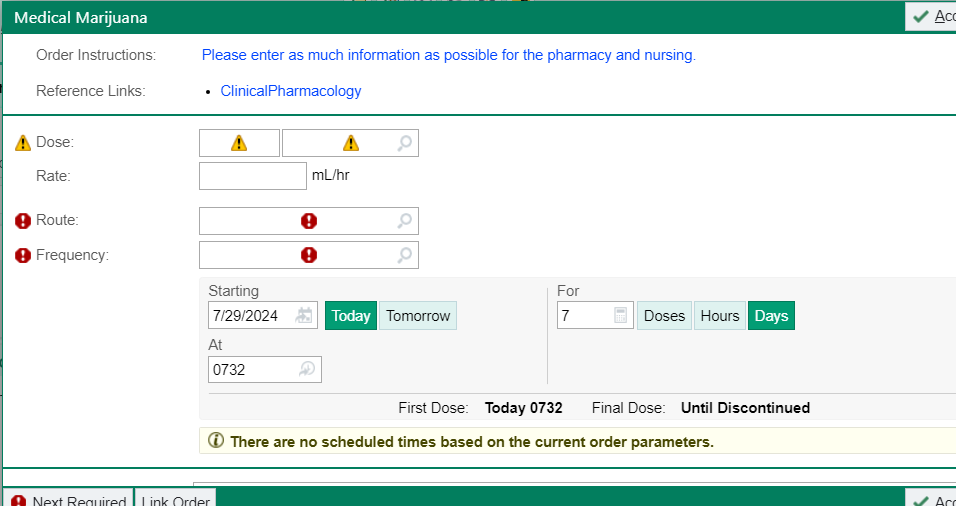 Medical Marijuana
Order Instructions: Please enter as much information as possible for the pharmacy and nursing.
Reference Links: • ClinicalPharmacology
Dose:
Rate: mL/hr
Route:
Frequency:
Starting For
7/29/2024 Today Tomorrow 7 Doses Hours Days
At
0732
First Dose: Today 0732 Final Dose: Until Discontinued
There are no scheduled times based on the current order parameters.
Next Required Link Order